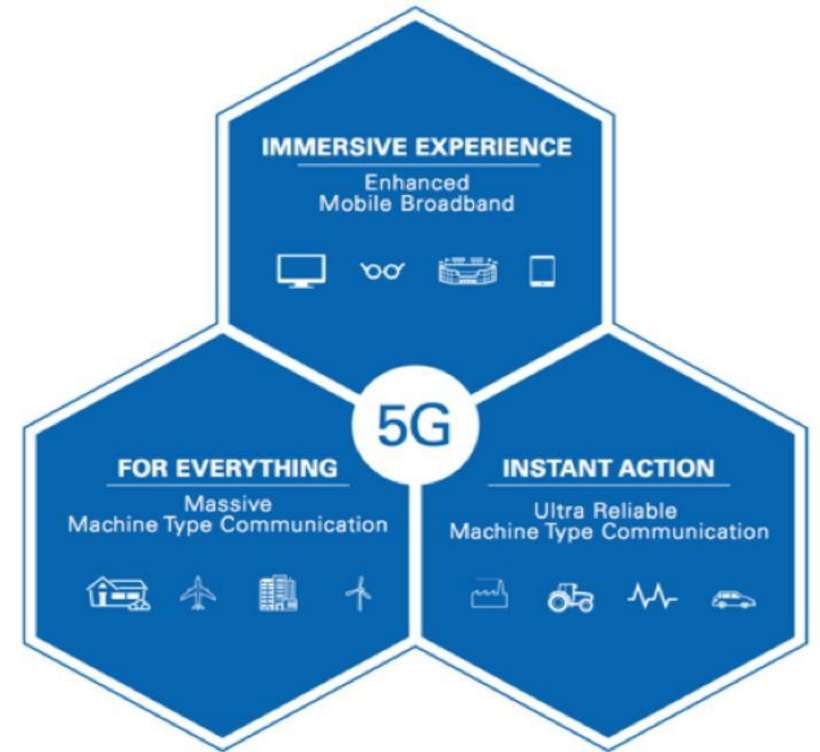 IMMERSIVE EXPERIENCE
Enhanced
Mobile Broadband
5G
FOR EVERYTHING
Massive
Machine Type Communication
INSTANT ACTION
Ultra Reliable
Machine Type Communication